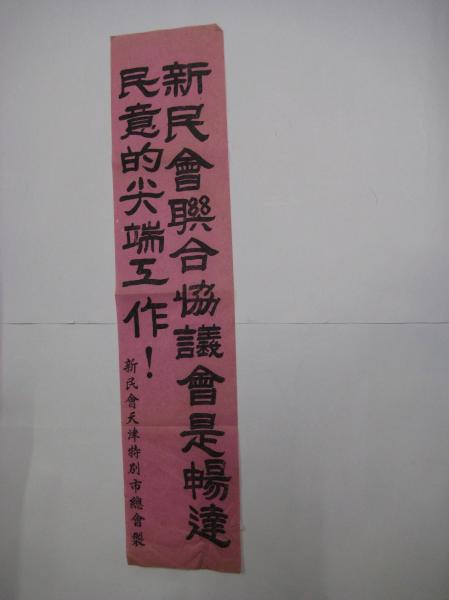 新民會聯合協議會是暢達
民意的尖端工作！
新民會天津特別市總會製